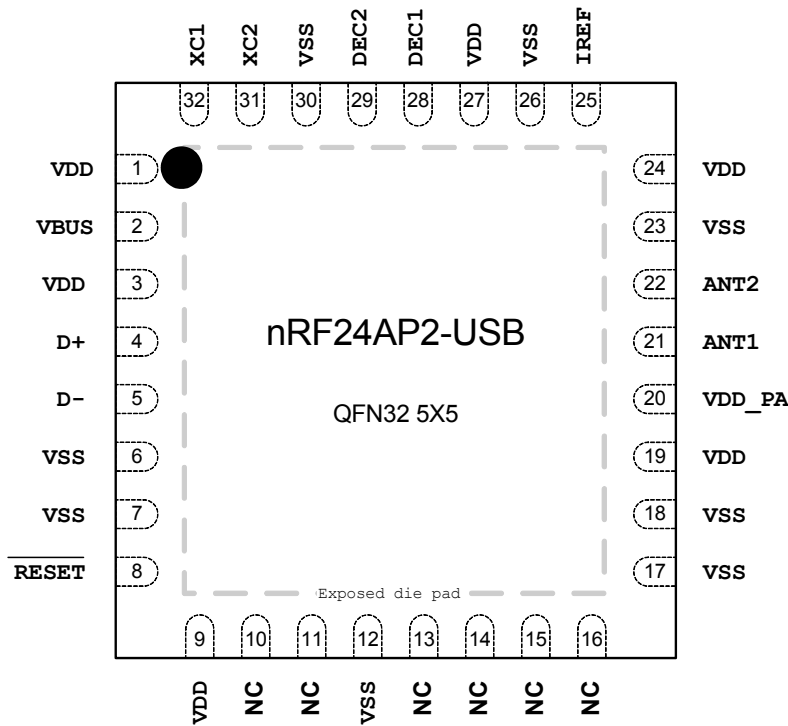 XC1 XC2 VSS DEC2 DEC1 VDD VSS IREF
32 31 30 29 28 27 26 25
VDD 1 24 VDD
VBUS 2 23 VSS
VDD 3 22 ANT2
D+ 4 21 ANT1
nRF24AP2-USB
D- 5 20 VDD_PA
QFN32 5X5
VSS 6 19 VDD
VSS 7 18 VSS
RESET 8 17 VSS
Exposed die pad
9 10 11 12 13 14 15 16
VDD NC NC VSS NC NC NC NC